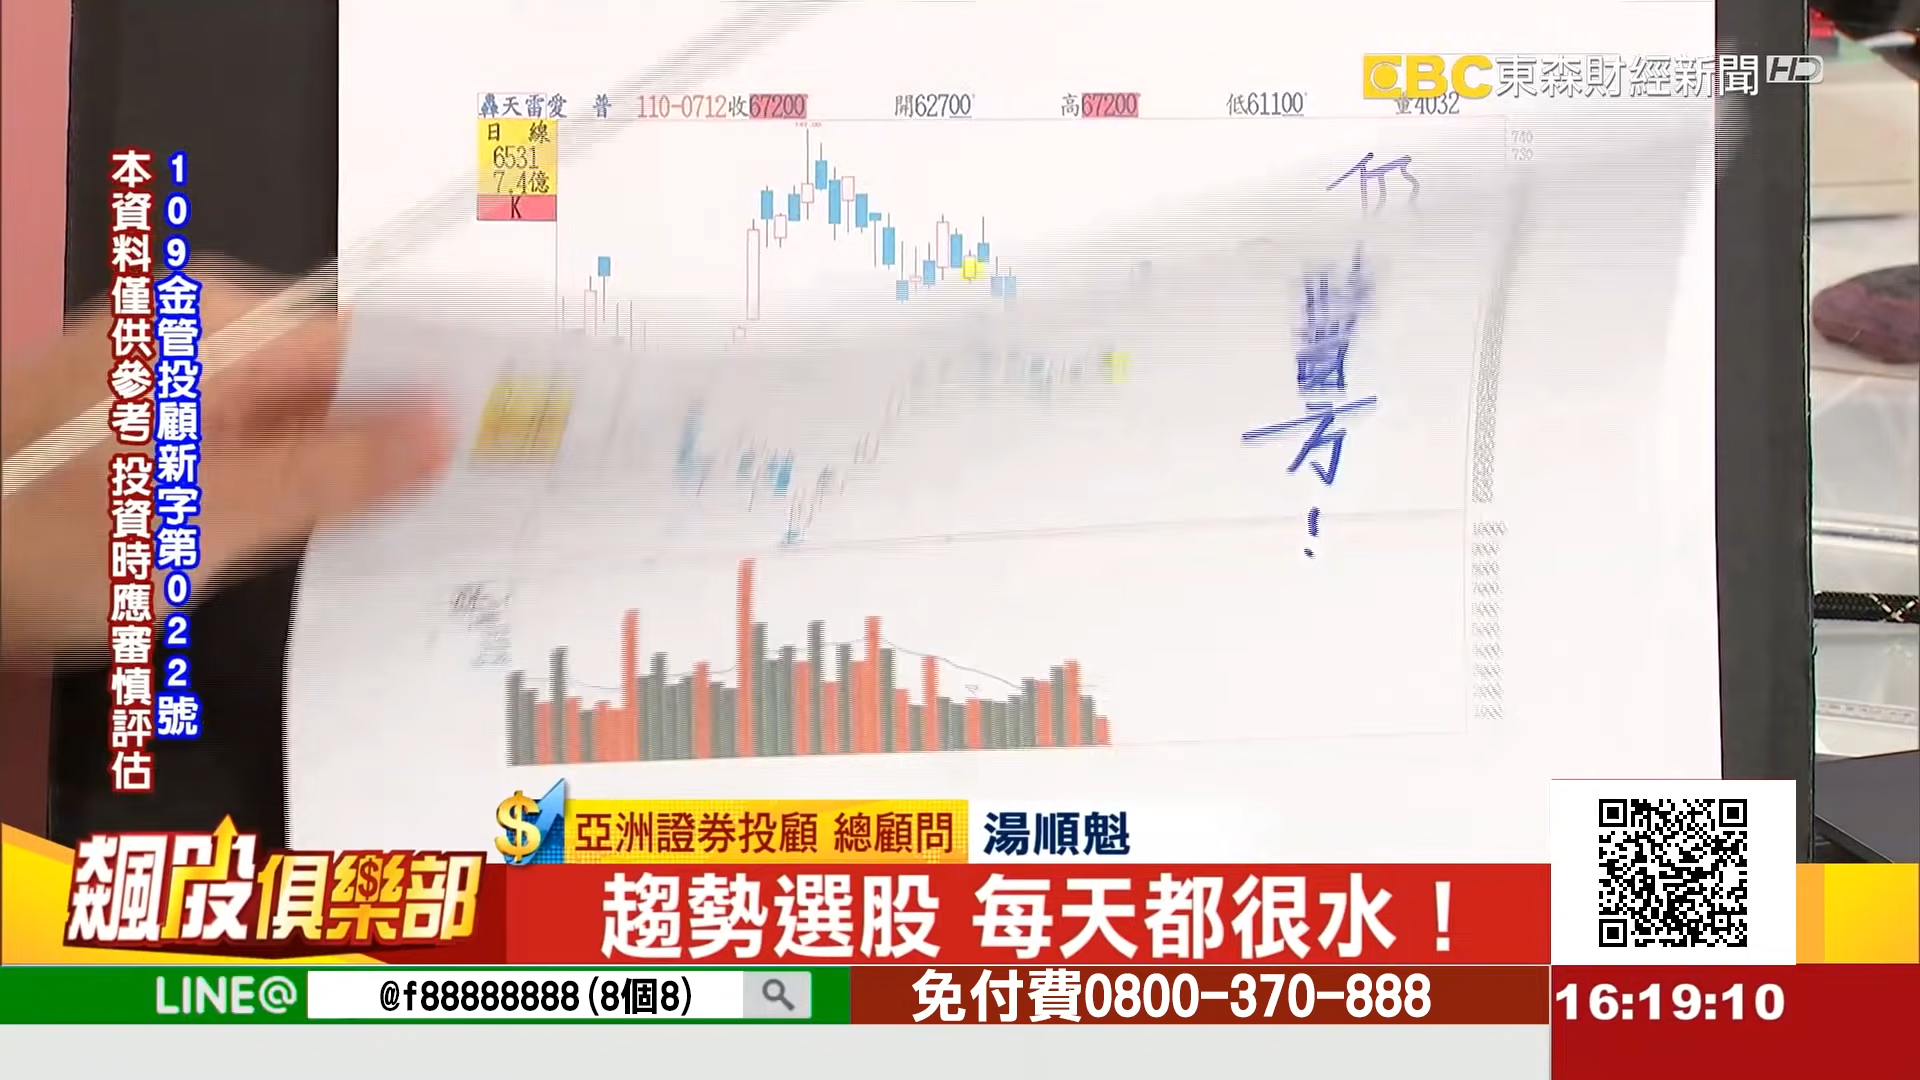 EBC東森財經新聞HD
轟天雷愛 普 110-0712收67200 開62700 高67200 低61100 量4032
日 線
6531
7.4億
K
740
730
万
!
109金管投顧新字第022號
本資料僅供參考 投資時應審慎評估
亞洲證券投顧 總顧問 湯順魁
飆股俱樂部
趨勢選股 每天都很水!
LINE@ @f88888888(8個8)
免付費0800-370-888
16:19:10